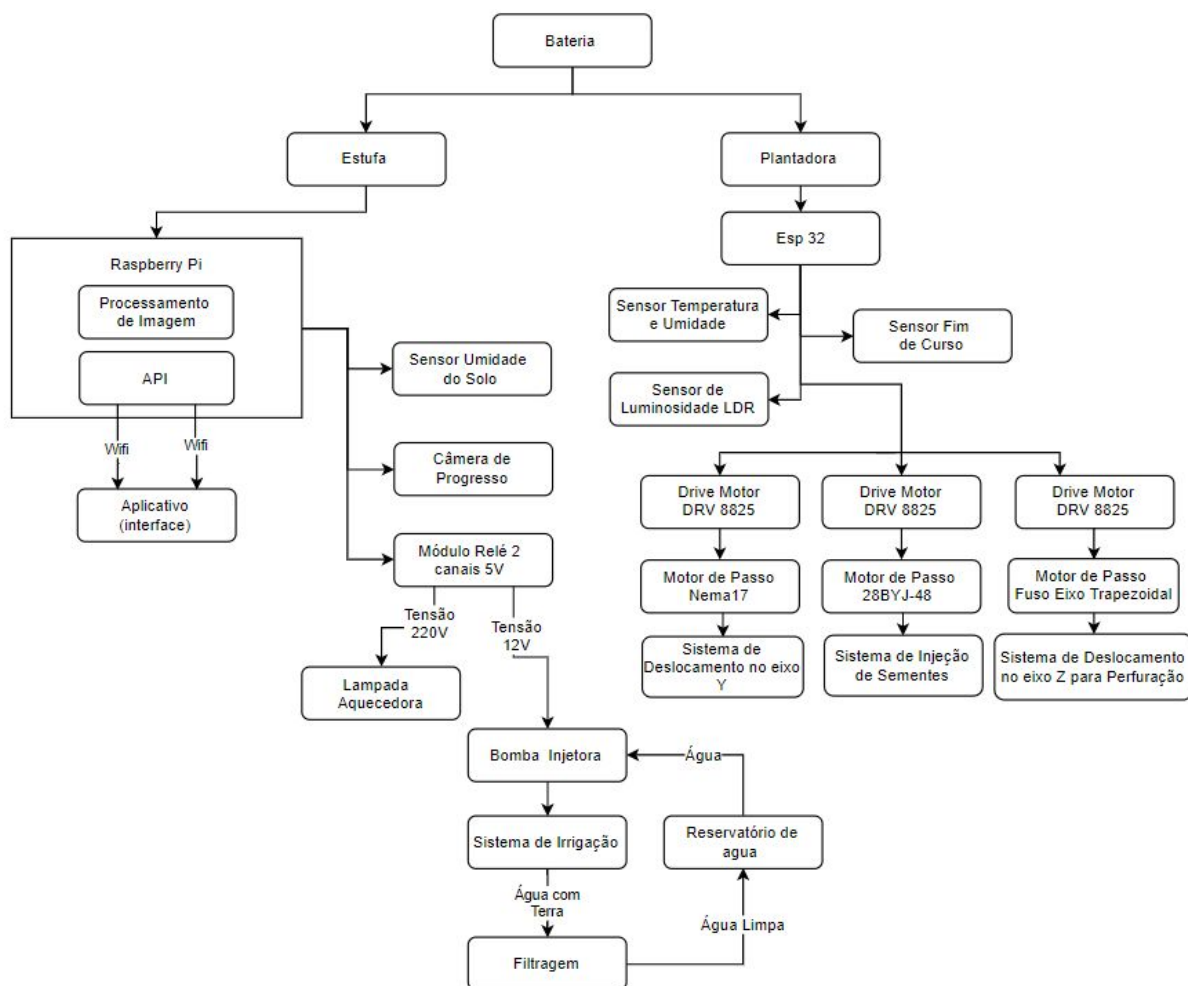 Bateria
Estufa
Plantadora
Raspberry Pi
Processamento
de Imagem
API
Wifi
Wifi
Aplicativo
(interface)
Sensor Umidade
do Solo
Câmera de
Progresso
Módulo Relé 2
canais 5V
Tensão
220V
Tensão
12V
Lampada
Aquecedora
Bomba Injetora
Água
Sistema de Irrigação
Reservatório de
agua
Água com
Terra
Água Limpa
Filtragem
Esp 32
Sensor Temperatura
e Umidade
Sensor Fim
de Curso
Sensor de
Luminosidade LDR
Drive Motor
DRV 8825
Drive Motor
DRV 8825
Drive Motor
DRV 8825
Motor de Passo
Nema17
Motor de Passo
28BYJ-48
Motor de Passo
Fuso Eixo Trapezoidal
Sistema de
Deslocamento no eixo
Y
Sistema de Injeção
de Sementes
Sistema de Deslocamento
no eixo Z para Perfuração